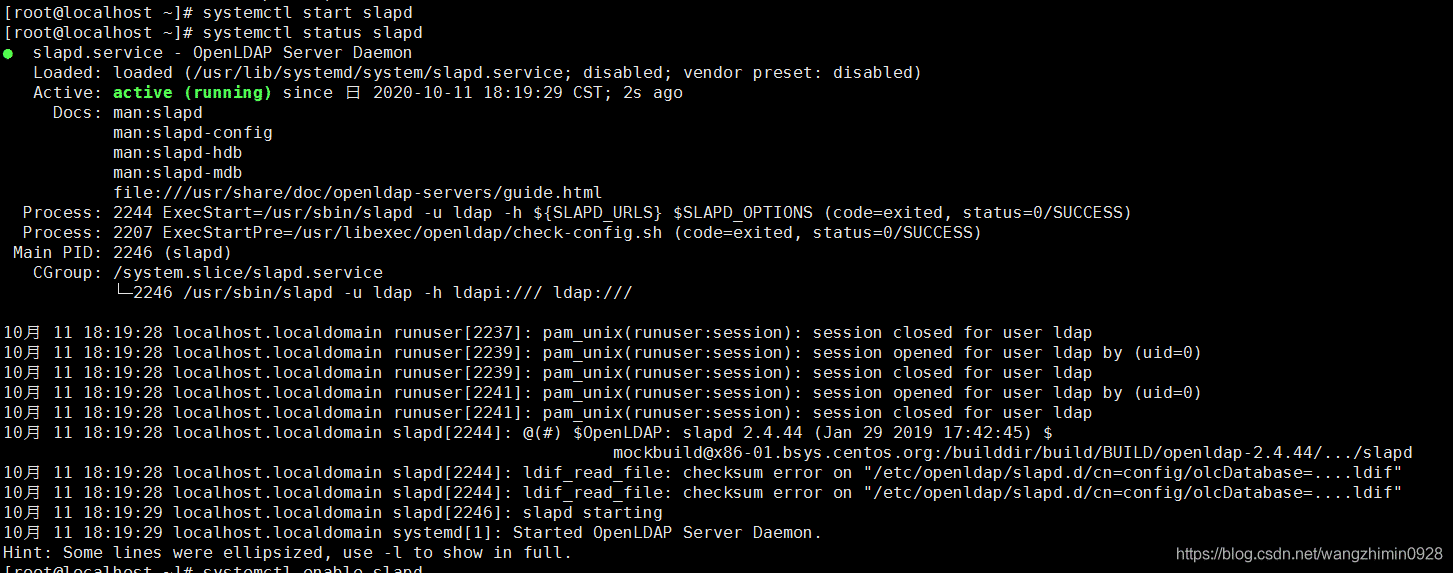 [root@localhost ~]# systemctl start slapd
[root@localhost ~]# systemctl status slapd
● slapd.service - OpenLDAP Server Daemon
Loaded: loaded (/usr/lib/systemd/system/slapd.service; disabled; vendor preset: disabled)
Active: active (running) since 日 2020-10-11 18:19:29 CST; 2s ago
Docs: man:slapd
man:slapd-config
man:slapd-hdb
man:slapd-mdb
file:///usr/share/doc/openldap-servers/guide.html
Process: 2244 ExecStart=/usr/sbin/slapd -u ldap -h ${SLAPD_URLS} $SLAPD_OPTIONS (code=exited, status=0/SUCCESS)
Process: 2207 ExecStartPre=/usr/libexec/openldap/check-config.sh (code=exited, status=0/SUCCESS)
Main PID: 2246 (slapd)
CGroup: /system.slice/slapd.service
└─2246 /usr/sbin/slapd -u ldap -h ldapi:/// ldap:///
10月 11 18:19:28 localhost.localdomain runuser[2237]: pam_unix(runuser:session): session closed for user ldap
10月 11 18:19:28 localhost.localdomain runuser[2239]: pam_unix(runuser:session): session opened for user ldap by (uid=0)
10月 11 18:19:28 localhost.localdomain runuser[2239]: pam_unix(runuser:session): session closed for user ldap
10月 11 18:19:28 localhost.localdomain runuser[2241]: pam_unix(runuser:session): session opened for user ldap by (uid=0)
10月 11 18:19:28 localhost.localdomain runuser[2241]: pam_unix(runuser:session): session closed for user ldap
10月 11 18:19:28 localhost.localdomain slapd[2244]: @(#) $OpenLDAP: slapd 2.4.44 (Jan 29 2019 17:42:45) $
mockbuild@x86-01.bsys.centos.org:/builddir/build/BUILD/openldap-2.4.44/.../slapd
10月 11 18:19:28 localhost.localdomain slapd[2244]: ldif_read_file: checksum error on "/etc/openldap/slapd.d/cn=config/olcDatabase=....ldif"
10月 11 18:19:28 localhost.localdomain slapd[2244]: ldif_read_file: checksum error on "/etc/openldap/slapd.d/cn=config/olcDatabase=....ldif"
10月 11 18:19:29 localhost.localdomain slapd[2246]: slapd starting
10月 11 18:19:29 localhost.localdomain systemd[1]: Started OpenLDAP Server Daemon.
Hint: Some lines were ellipsized, use -l to show in full.
[root@localhost ~]# systemctl enable slapd
https://blog.csdn.net/wangzhimin0928